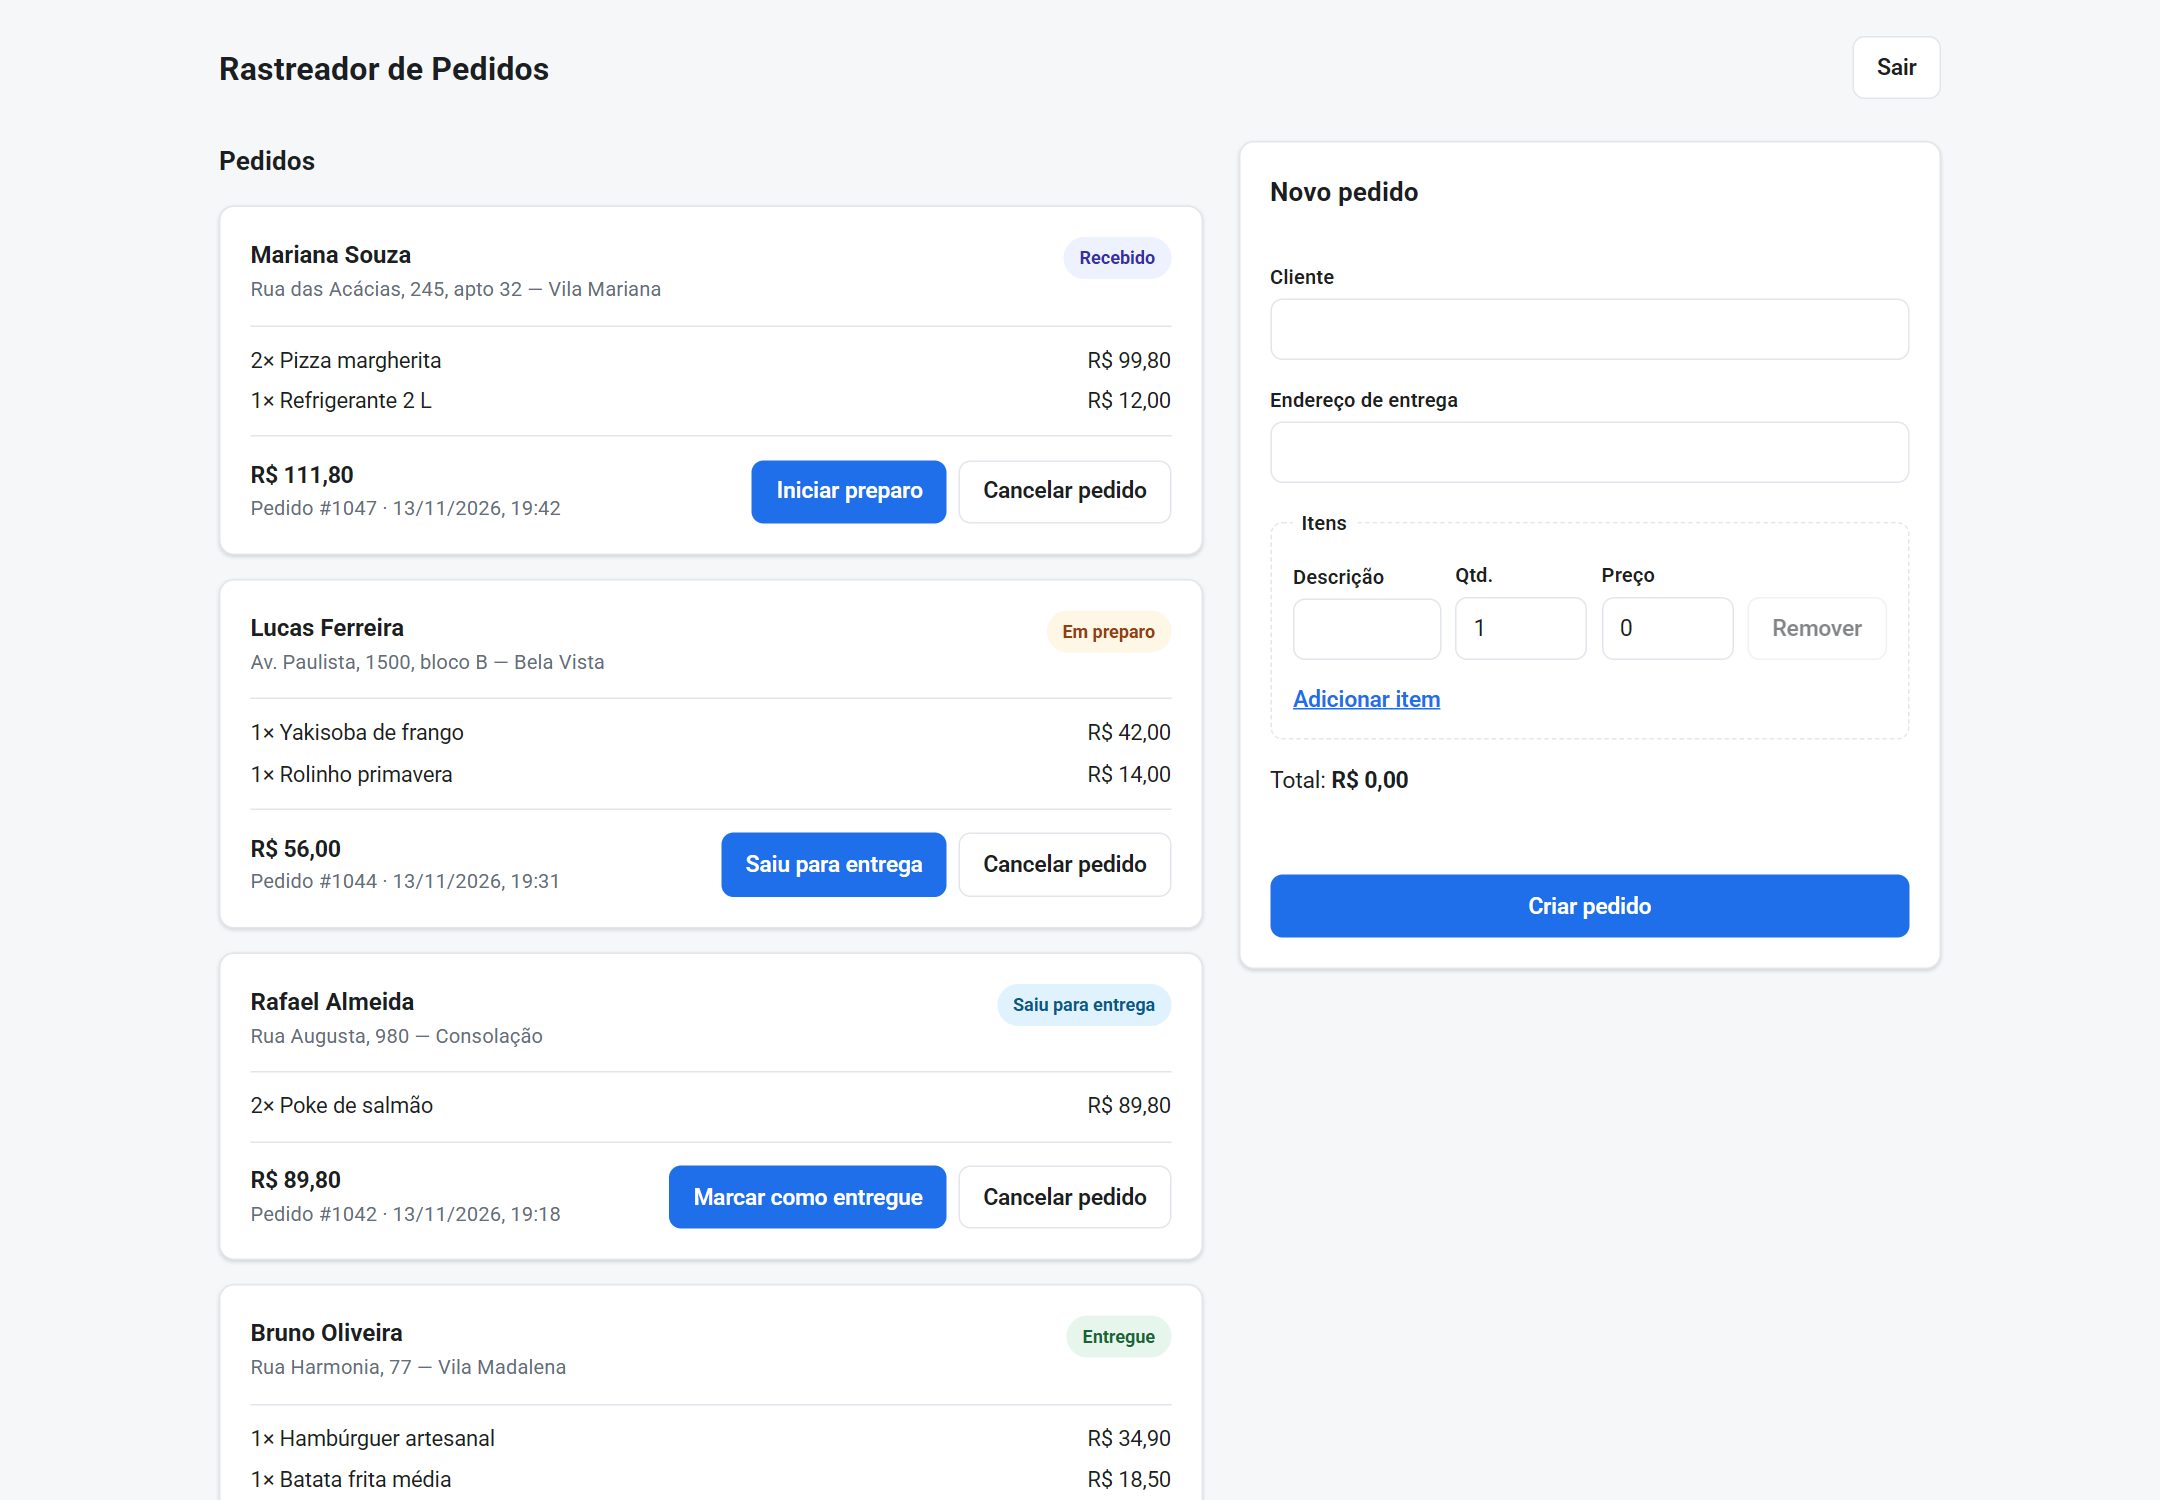 Rastreador de Pedidos
Sair
Pedidos
Mariana Souza
Recebido
Rua das Acácias, 245, apto 32 — Vila Mariana
2× Pizza margherita
R$ 99,80
1× Refrigerante 2 L
R$ 12,00
R$ 111,80
Pedido #1047 · 13/11/2026, 19:42
Iniciar preparo
Cancelar pedido
Lucas Ferreira
Em preparo
Av. Paulista, 1500, bloco B — Bela Vista
1× Yakisoba de frango
R$ 42,00
1× Rolinho primavera
R$ 14,00
R$ 56,00
Pedido #1044 · 13/11/2026, 19:31
Saiu para entrega
Cancelar pedido
Rafael Almeida
Saiu para entrega
Rua Augusta, 980 — Consolação
2× Poke de salmão
R$ 89,80
R$ 89,80
Pedido #1042 · 13/11/2026, 19:18
Marcar como entregue
Cancelar pedido
Bruno Oliveira
Entregue
Rua Harmonia, 77 — Vila Madalena
1× Hambúrguer artesanal
R$ 34,90
1× Batata frita média
R$ 18,50
Novo pedido
Cliente
Endereço de entrega
Itens
Descrição
Qtd.
Preço
1
0
Remover
Adicionar item
Total: R$ 0,00
Criar pedido